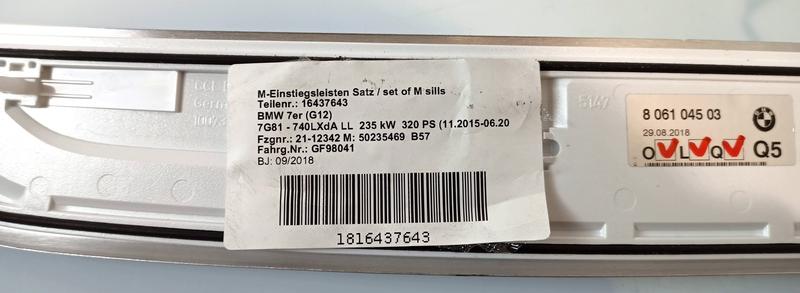 M-Einstiegsleisten Satz / set of M sills
Teilenr.: 16437643
BMW 7er (G12)
7G81 - 740LXdA LL 235 kW 320 PS (11.2015-06.20
Fzgnr.: 21-12342 M: 50235469 B57
Fahrg.Nr.: GF98041
BJ: 09/2018
1816437643
5147
8 061 045 03
29.08.2018
O L Q Q5
BMW